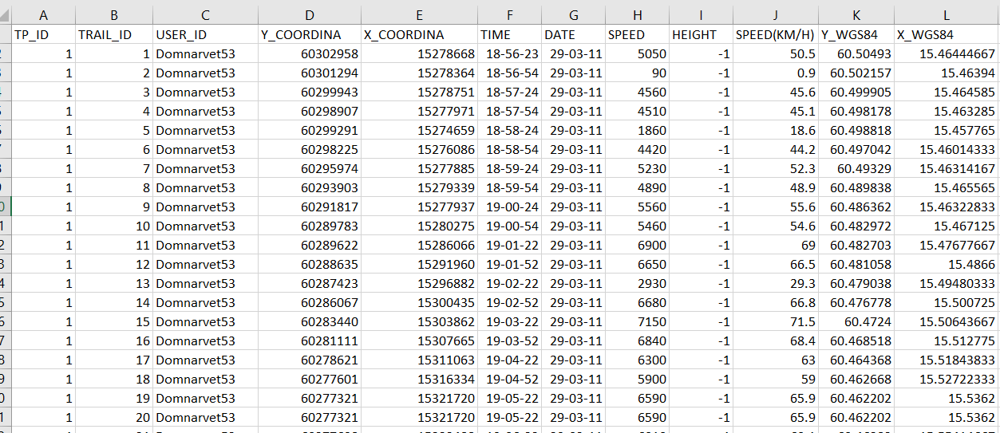 A B C D E F G H I J K L
TP_ID TRAIL_ID USER_ID Y_COORDINA X_COORDINA TIME DATE SPEED HEIGHT SPEED(KM/H) Y_WGS84 X_WGS84
1 1 Domnarvet53 60302958 15278668 18-56-23 29-03-11 5050 -1 50.5 60.50493 15.46444667
1 2 Domnarvet53 60301294 15278364 18-56-54 29-03-11 90 -1 0.9 60.502157 15.46394
1 3 Domnarvet53 60299943 15278751 18-57-24 29-03-11 4560 -1 45.6 60.499905 15.464585
1 4 Domnarvet53 60298907 15277971 18-57-54 29-03-11 4510 -1 45.1 60.498178 15.463285
1 5 Domnarvet53 60299291 15274659 18-58-24 29-03-11 1860 -1 18.6 60.498818 15.457765
1 6 Domnarvet53 60298225 15276086 18-58-54 29-03-11 4420 -1 44.2 60.497042 15.46014333
1 7 Domnarvet53 60295974 15277885 18-59-24 29-03-11 5230 -1 52.3 60.49329 15.46314167
1 8 Domnarvet53 60293903 15279339 18-59-54 29-03-11 4890 -1 48.9 60.489838 15.465565
1 9 Domnarvet53 60291817 15277937 19-00-24 29-03-11 5560 -1 55.6 60.486362 15.46322833
1 10 Domnarvet53 60289783 15280275 19-00-54 29-03-11 5460 -1 54.6 60.482972 15.467125
1 11 Domnarvet53 60289622 15286066 19-01-22 29-03-11 6900 -1 69 60.482703 15.47677667
1 12 Domnarvet53 60288635 15291960 19-01-52 29-03-11 6650 -1 66.5 60.481058 15.4866
1 13 Domnarvet53 60287423 15296882 19-02-22 29-03-11 2930 -1 29.3 60.479038 15.49480333
1 14 Domnarvet53 60286067 15300435 19-02-52 29-03-11 6680 -1 66.8 60.476778 15.500725
1 15 Domnarvet53 60283440 15303862 19-03-22 29-03-11 7150 -1 71.5 60.4724 15.50643667
1 16 Domnarvet53 60281111 15307665 19-03-52 29-03-11 6840 -1 68.4 60.468518 15.512775
1 17 Domnarvet53 60278621 15311063 19-04-22 29-03-11 6300 -1 63 60.464368 15.51843833
1 18 Domnarvet53 60277601 15316334 19-04-52 29-03-11 5900 -1 59 60.462668 15.52722333
1 19 Domnarvet53 60277321 15321720 19-05-22 29-03-11 6590 -1 65.9 60.462202 15.5362
1 20 Domnarvet53 60277321 15321720 19-05-22 29-03-11 6590 -1 65.9 60.462202 15.5362